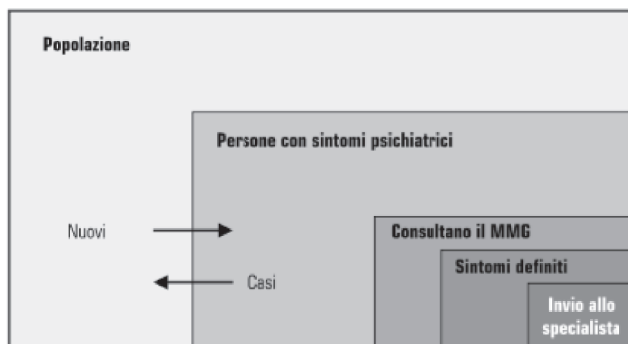 Popolazione
Persone con sintomi psichiatrici
Nuovi
Consultano il MMG
Sintomi definiti
Casi
Invio allo
specialista